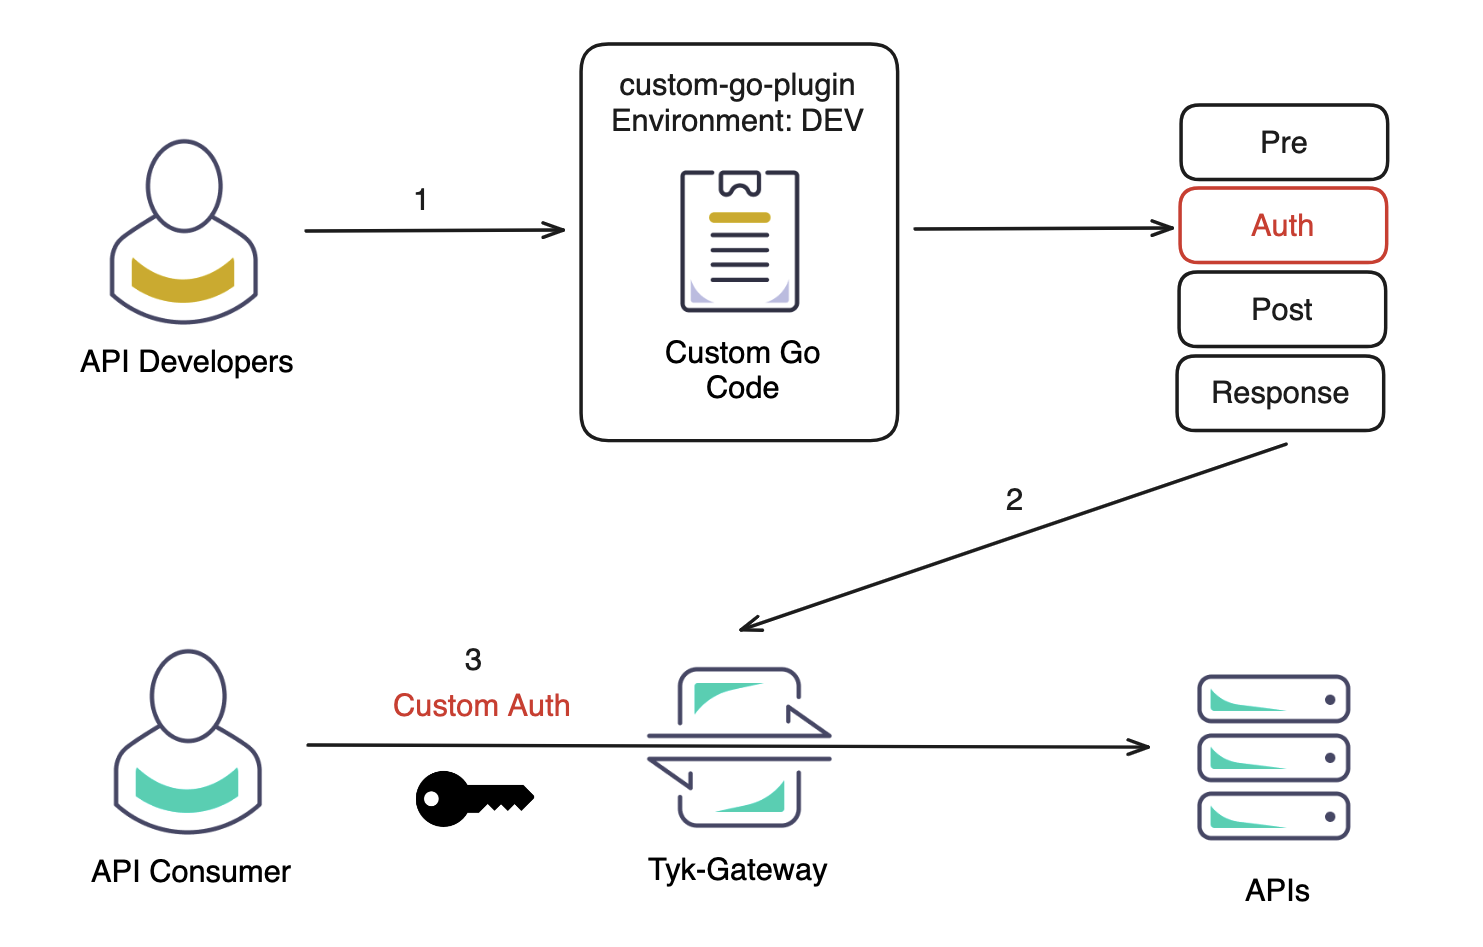 custom-go-plugin
Environment: DEV
1
API Developers
Custom Go
Code
Pre
Auth
Post
Response
2
3
Custom Auth
API Consumer
Tyk-Gateway
APIs